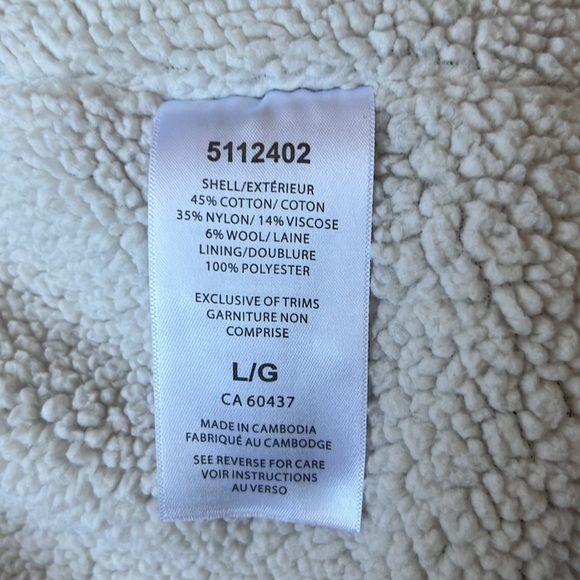 5112402
SHELL/EXTÉRIEUR
45% COTTON/ COTON
35% NYLON/ 14% VISCOSE
6% WOOL/ LAINE
LINING/DOUBLURE
100% POLYESTER
EXCLUSIVE OF TRIMS
GARNITURE NON
COMPRISE
L/G
CA 60437
MADE IN CAMBODIA
FABRIQUÉ AU CAMBODGE
SEE REVERSE FOR CARE
VOIR INSTRUCTIONS
AU VERSO